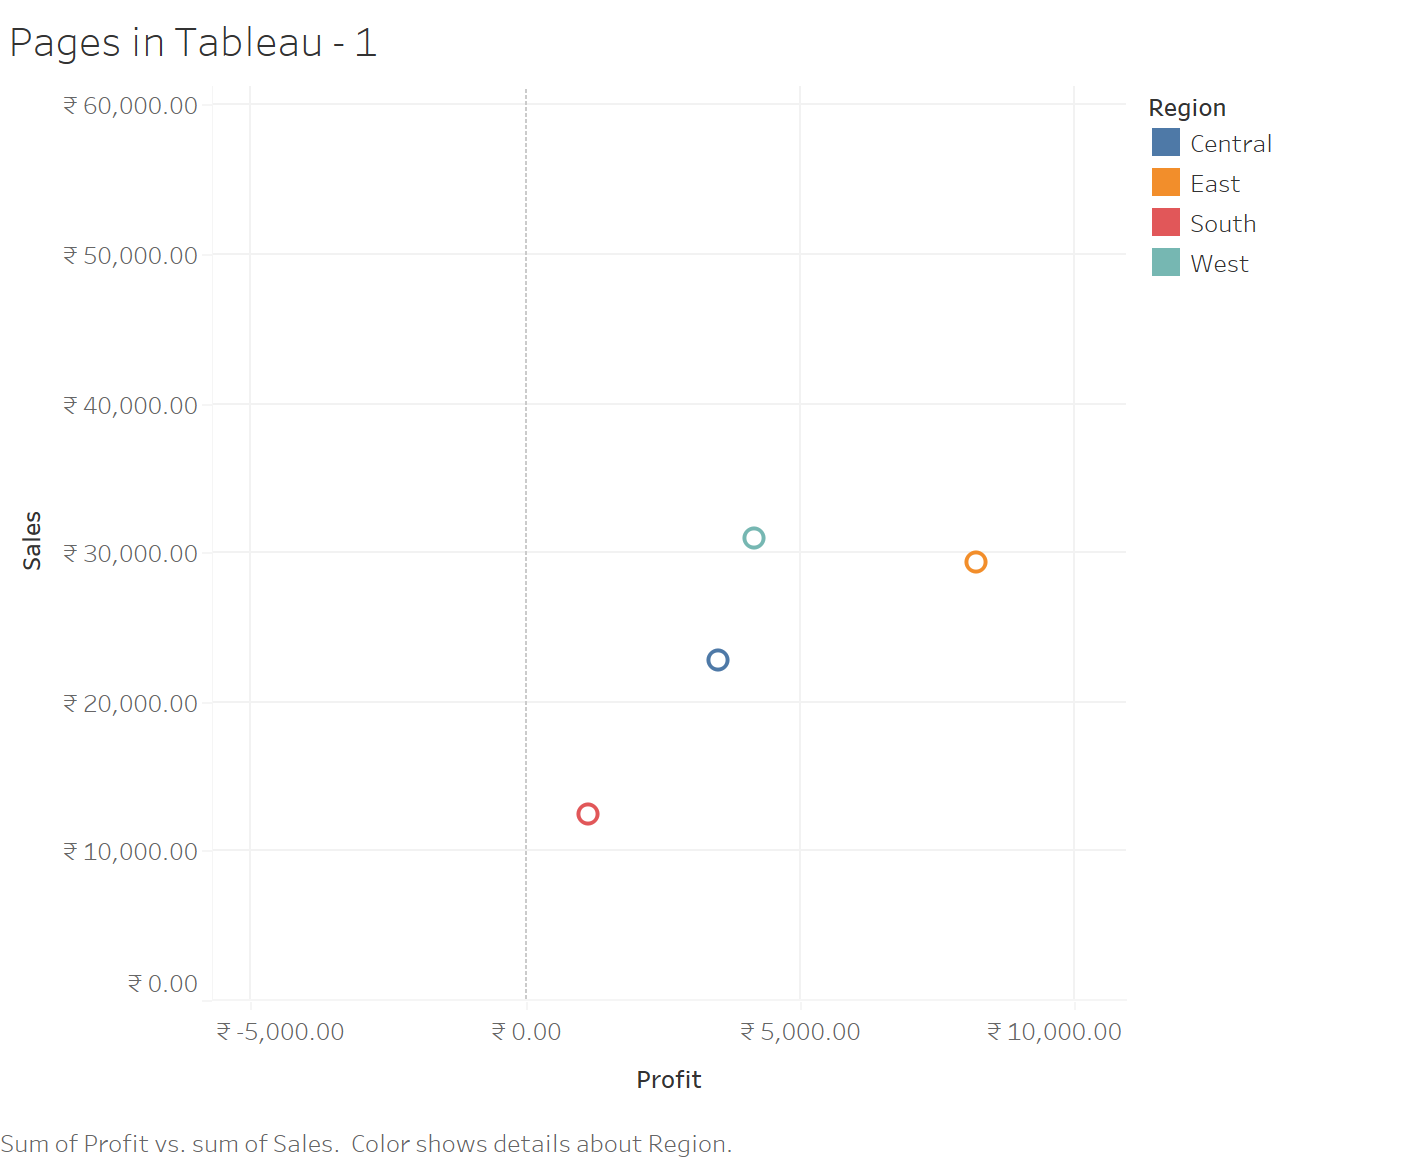 Pages in Tableau - 1
₹ 60,000.00
₹ 50,000.00
₹ 40,000.00
₹ 30,000.00
₹ 20,000.00
₹ 10,000.00
₹ 0.00
Sales
₹ -5,000.00
₹ 0.00
₹ 5,000.00
₹ 10,000.00
Profit
Region
Central
East
South
West
Sum of Profit vs. sum of Sales.  Color shows details about Region.